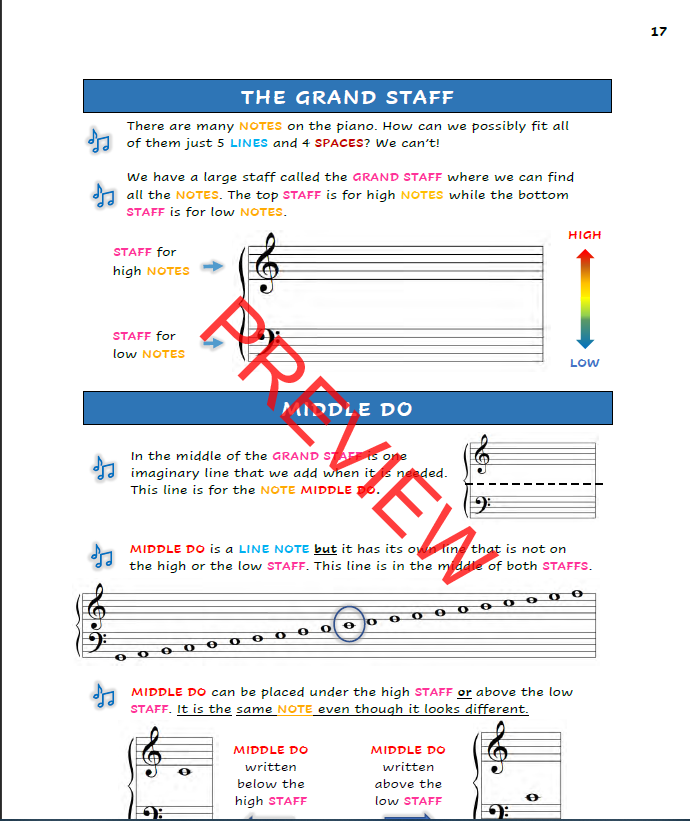 17
THE GRAND STAFF
There are many NOTES on the piano. How can we possibly fit all
of them just 5 LINES and 4 SPACES? We can't!
We have a large staff called the GRAND STAFF where we can find
all the NOTES. The top STAFF is for high NOTES while the bottom
STAFF is for low NOTES.
HIGH
STAFF for
high NOTES
STAFF for
low NOTES
LOW
PREVIEW
MIDDLE DO
In the middle of the GRAND STAFF is one
imaginary line that we add when it is needed.
This line is for the NOTE MIDDLE DO.
MIDDLE DO is a LINE NOTE but it has its own line that is not on
the high or the low STAFF. This line is in the middle of both STAFFS.
MIDDLE DO can be placed under the high STAFF or above the low
STAFF. It is the same NOTE even though it looks different.
MIDDLE DO
written
below the
high STAFF
MIDDLE DO
written
above the
low STAFF